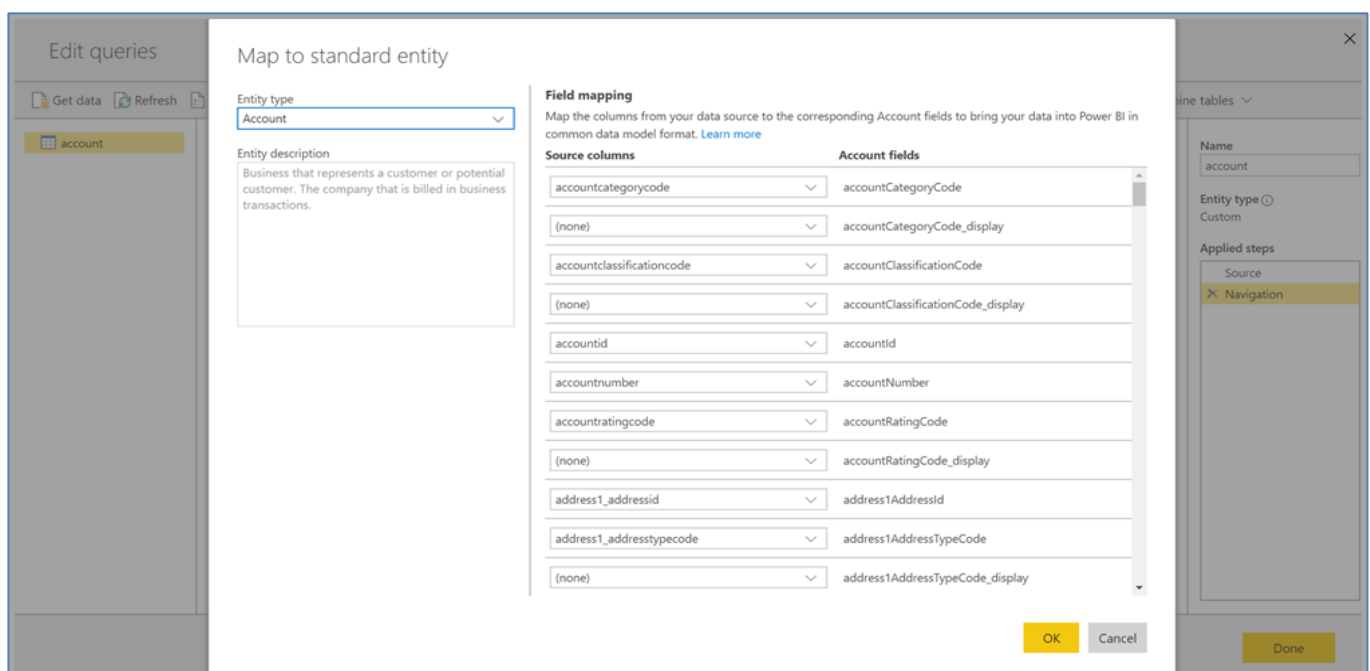 Edit queries
Get data Refresh
account
Map to standard entity
Entity type
Account
Entity description
Business that represents a customer or potential
customer. The company that is billed in business
transactions.
Field mapping
Map the columns from your data source to the corresponding Account fields to bring your data into Power BI in
common data model format. Learn more
Source columns Account fields
accountcategorycode accountCategoryCode
(none) accountCategoryCode_display
accountclassificationcode accountClassificationCode
(none) accountClassificationCode_display
accountid accountId
accountnumber accountNumber
accountratingcode accountRatingCode
(none) accountRatingCode_display
address1_addressid address1AddressId
address1_addresstypecode address1AddressTypeCode
(none) address1AddressTypeCode_display
OK Cancel
tables
Name
account
Entity type
Custom
Applied steps
Source
Navigation
Done